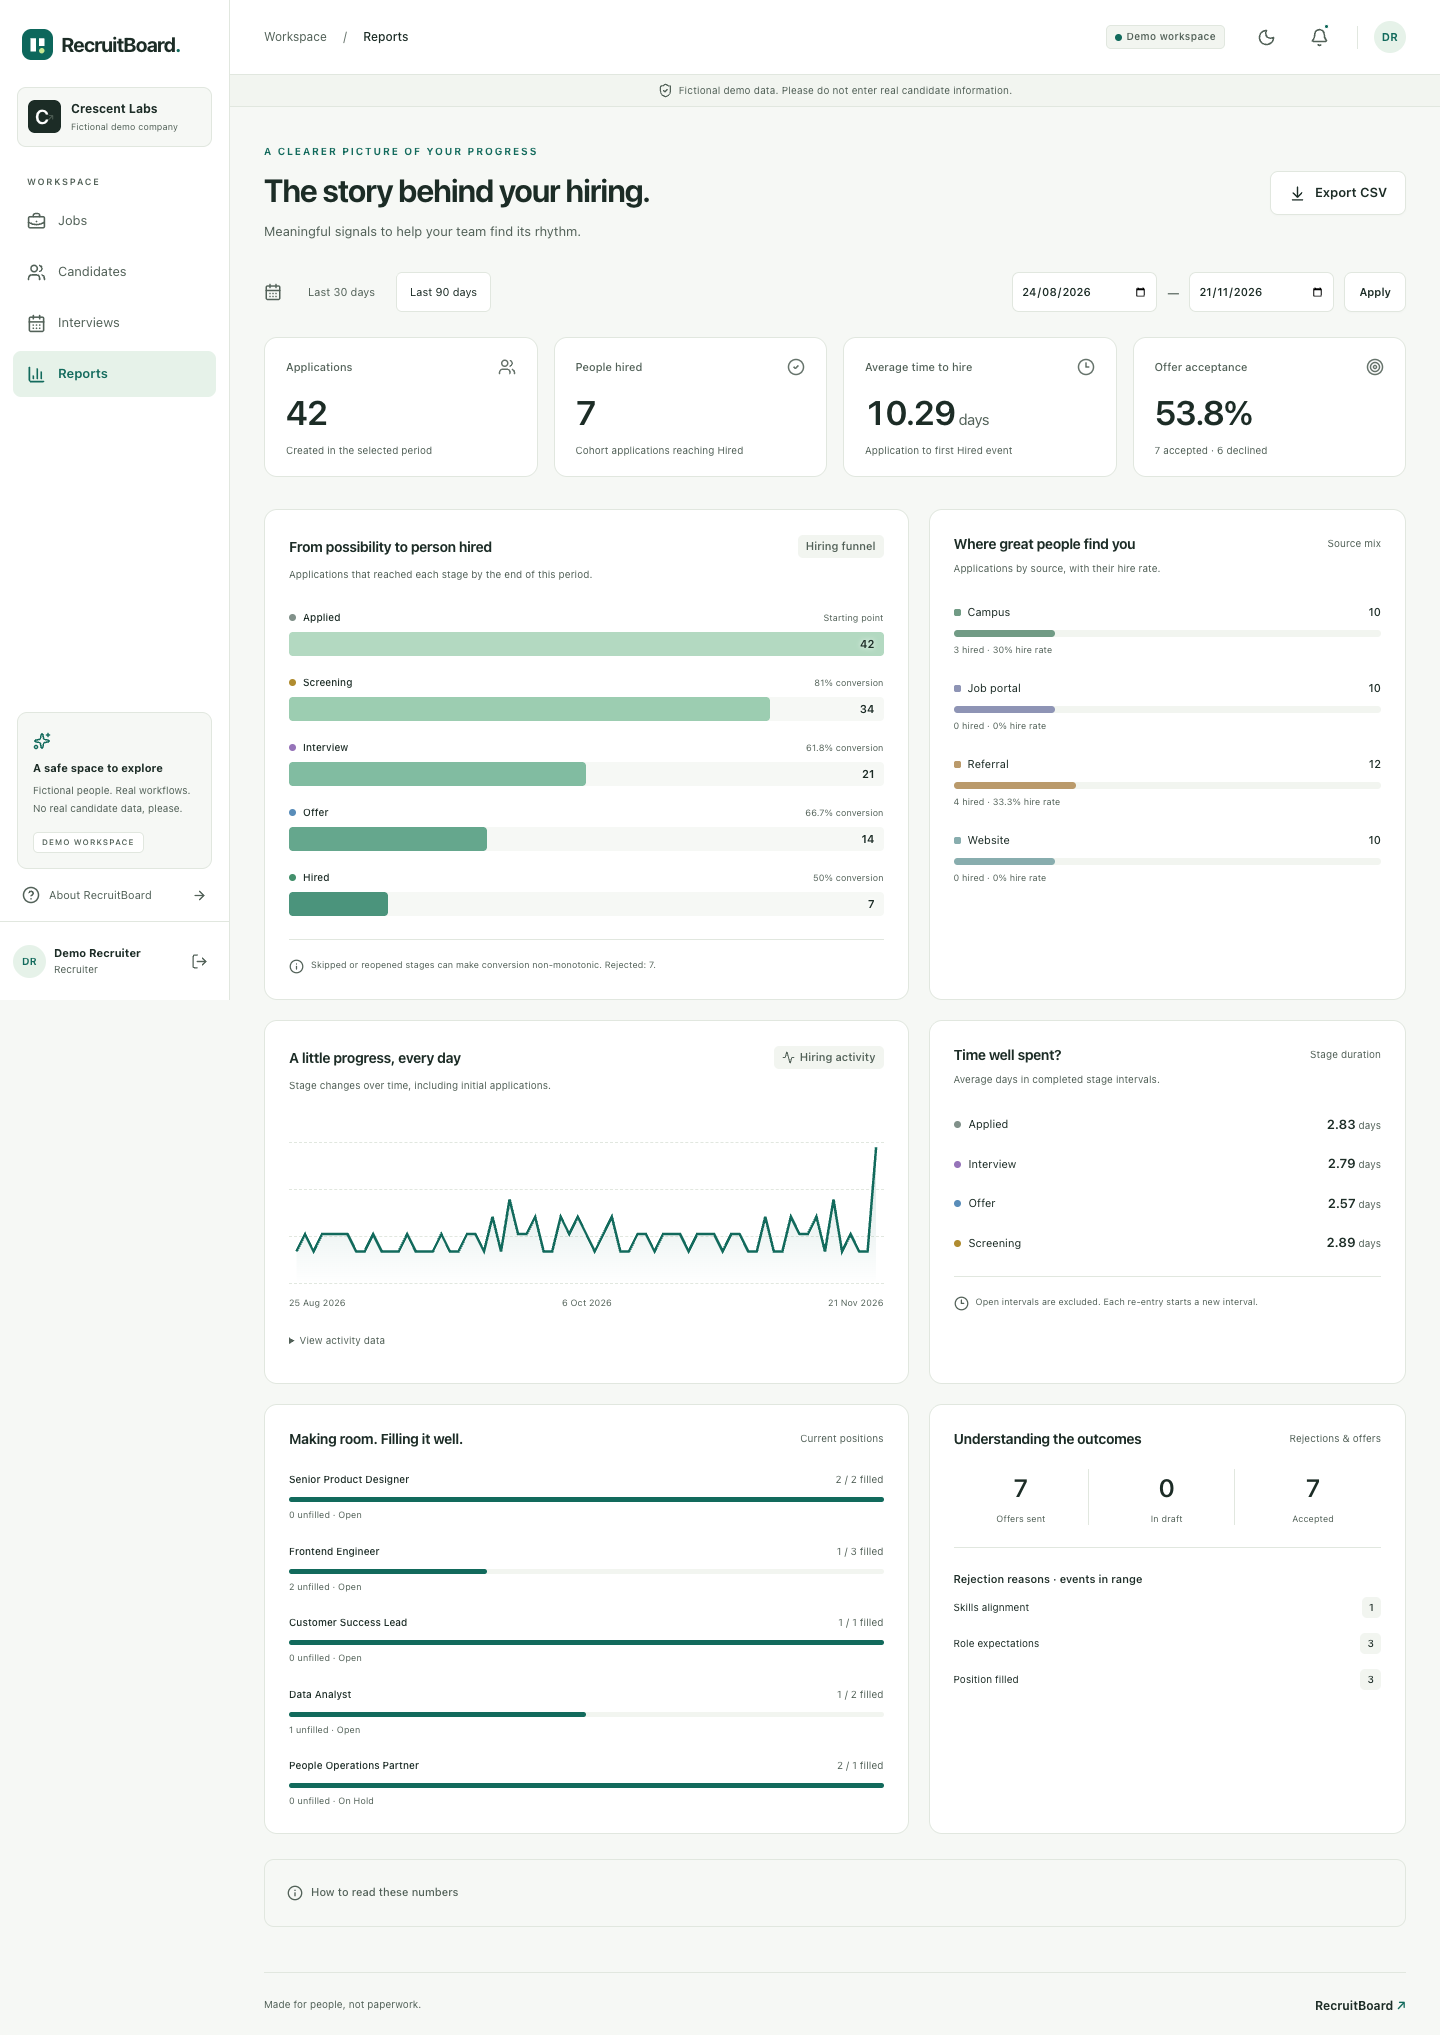 RecruitBoard.
Crescent Labs
Fictional demo company
WORKSPACE
Jobs
Candidates
Interviews
Reports
A safe space to explore
Fictional people. Real workflows.
No real candidate data, please.
DEMO WORKSPACE
About RecruitBoard
DR
Demo Recruiter
Recruiter
Workspace / Reports
Demo workspace
DR
Fictional demo data. Please do not enter real candidate information.
A CLEARER PICTURE OF YOUR PROGRESS
The story behind your hiring.
Meaningful signals to help your team find its rhythm.
Export CSV
Last 30 days
Last 90 days
24/08/2026 — 21/11/2026
Apply
Applications
42
Created in the selected period
People hired
7
Cohort applications reaching Hired
Average time to hire
10.29 days
Application to first Hired event
Offer acceptance
53.8%
7 accepted · 6 declined
From possibility to person hired
Hiring funnel
Applications that reached each stage by the end of this period.
Applied
Starting point
42
Screening
81% conversion
34
Interview
61.8% conversion
21
Offer
66.7% conversion
14
Hired
50% conversion
7
Skipped or reopened stages can make conversion non-monotonic. Rejected: 7.
Where great people find you
Source mix
Applications by source, with their hire rate.
Campus
10
3 hired · 30% hire rate
Job portal
10
0 hired · 0% hire rate
Referral
12
4 hired · 33.3% hire rate
Website
10
0 hired · 0% hire rate
A little progress, every day
Hiring activity
Stage changes over time, including initial applications.
25 Aug 2026
6 Oct 2026
21 Nov 2026
View activity data
Time well spent?
Stage duration
Average days in completed stage intervals.
Applied
2.83 days
Interview
2.79 days
Offer
2.57 days
Screening
2.89 days
Open intervals are excluded. Each re-entry starts a new interval.
Making room. Filling it well.
Current positions
Senior Product Designer
2 / 2 filled
0 unfilled · Open
Frontend Engineer
1 / 3 filled
2 unfilled · Open
Customer Success Lead
1 / 1 filled
0 unfilled · Open
Data Analyst
1 / 2 filled
1 unfilled · Open
People Operations Partner
2 / 1 filled
0 unfilled · On Hold
Understanding the outcomes
Rejections & offers
7
Offers sent
0
In draft
7
Accepted
Rejection reasons · events in range
Skills alignment
1
Role expectations
3
Position filled
3
How to read these numbers
Made for people, not paperwork.
RecruitBoard